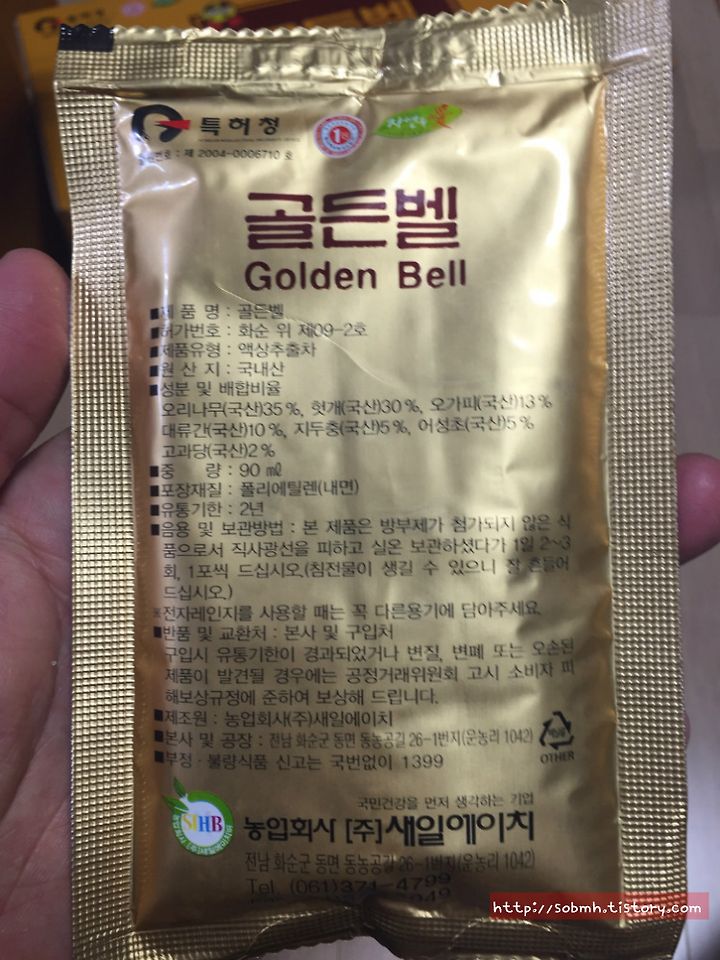 특허청
제 2004-0006710 호
자연닥
골든벨
Golden Bell
■제 품 명 : 골든벨
■허가번호 : 화순 위 제09-2호
■제품유형 : 액상추출차
■원 산 지 : 국내산
■성분 및 배합비율
오리나무(국산)35%, 헛개(국산)30%, 오가피(국산)13%
대류간(국산)10%, 지두충(국산)5%, 어성초(국산)5%
고과당(국산)2%
■중 량 : 90 ㎖
■포장재질 : 폴리에틸렌(내면)
■유통기한 : 2년
■음용 및 보관방법 : 본 제품은 방부제가 첨가되지 않은 식
품으로서 직사광선을 피하고 실온 보관하셨다가 1일 2~3
회, 1포씩 드십시오.(침전물이 생길 수 있으니 잘 흔들어
드십시오.)
※전자레인지를 사용할 때는 꼭 다른용기에 담아주세요.
■반품 및 교환처 : 본사 및 구입처
구입시 유통기한이 경과되었거나 변질, 변폐 또는 오손된
제품이 발견될 경우에는 공정거래위원회 고시 소비자 피
해보상규정에 준하여 보상해 드립니다.
■제조원 : 농업회사(주)새일에이치
■본사 및 공장 : 전남 화순군 동면 동농공길 26-1번지(운농리 1042)
OTHER
■부정·불량식품 신고는 국번없이 1399
국민건강을 먼저 생각하는 기업
SIHB
농업회사 [주]새일에이치
전남 화순군 동면 동농공길 26-1번지(운농리 1042)
Tel. (061)371-4799
http://sobmh.tistory.com